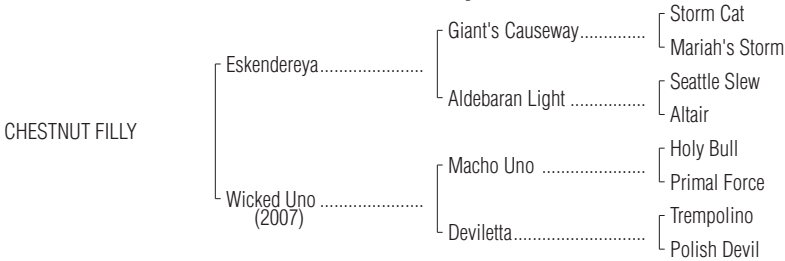 Storm Cat
Giant's Causeway..............
Mariah's Storm
Eskendereya......................
Seattle Slew
Aldebaran Light ................
Altair
CHESTNUT FILLY
Holy Bull
Macho Uno ......................
Primal Force
Wicked Uno ......................
(2007)
Trempolino
Deviletta............................
Polish Devil